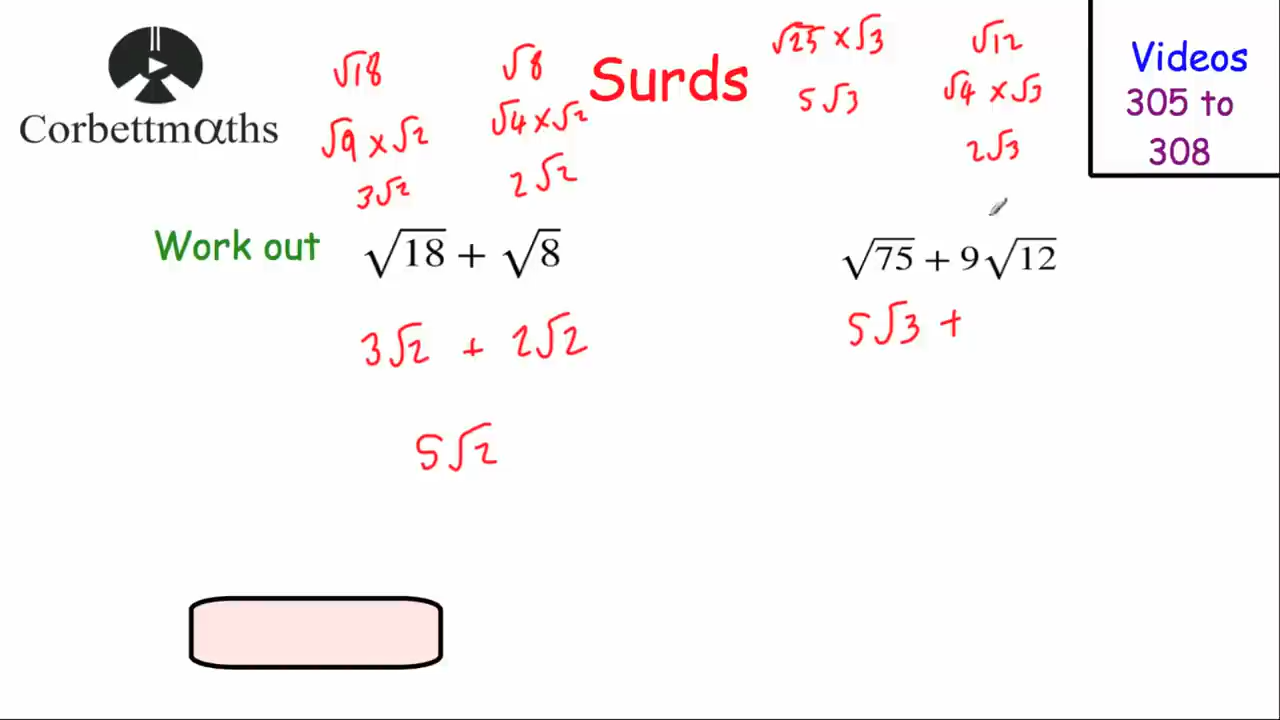 Corbettmαths
Surds
Videos
305 to
308
√18
√9 × √2
3√2
√8
√4 × √2
2√2
√25 × √3
5√3
√12
√4 × √3
2√3
Work out √18 + √8
3√2 + 2√2
5√2
√75 + 9√12
5√3 +